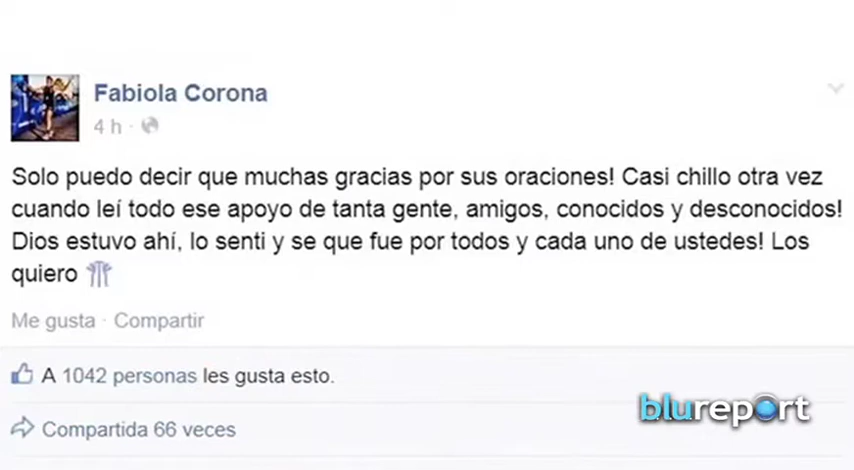 Fabiola Corona
4 h ·
Solo puedo decir que muchas gracias por sus oraciones! Casi chillo otra vez
cuando leí todo ese apoyo de tanta gente, amigos, conocidos y desconocidos!
Dios estuvo ahí, lo senti y se que fue por todos y cada uno de ustedes! Los
quiero
Me gusta · Compartir
A 1042 personas les gusta esto.
Compartida 66 veces
blureport